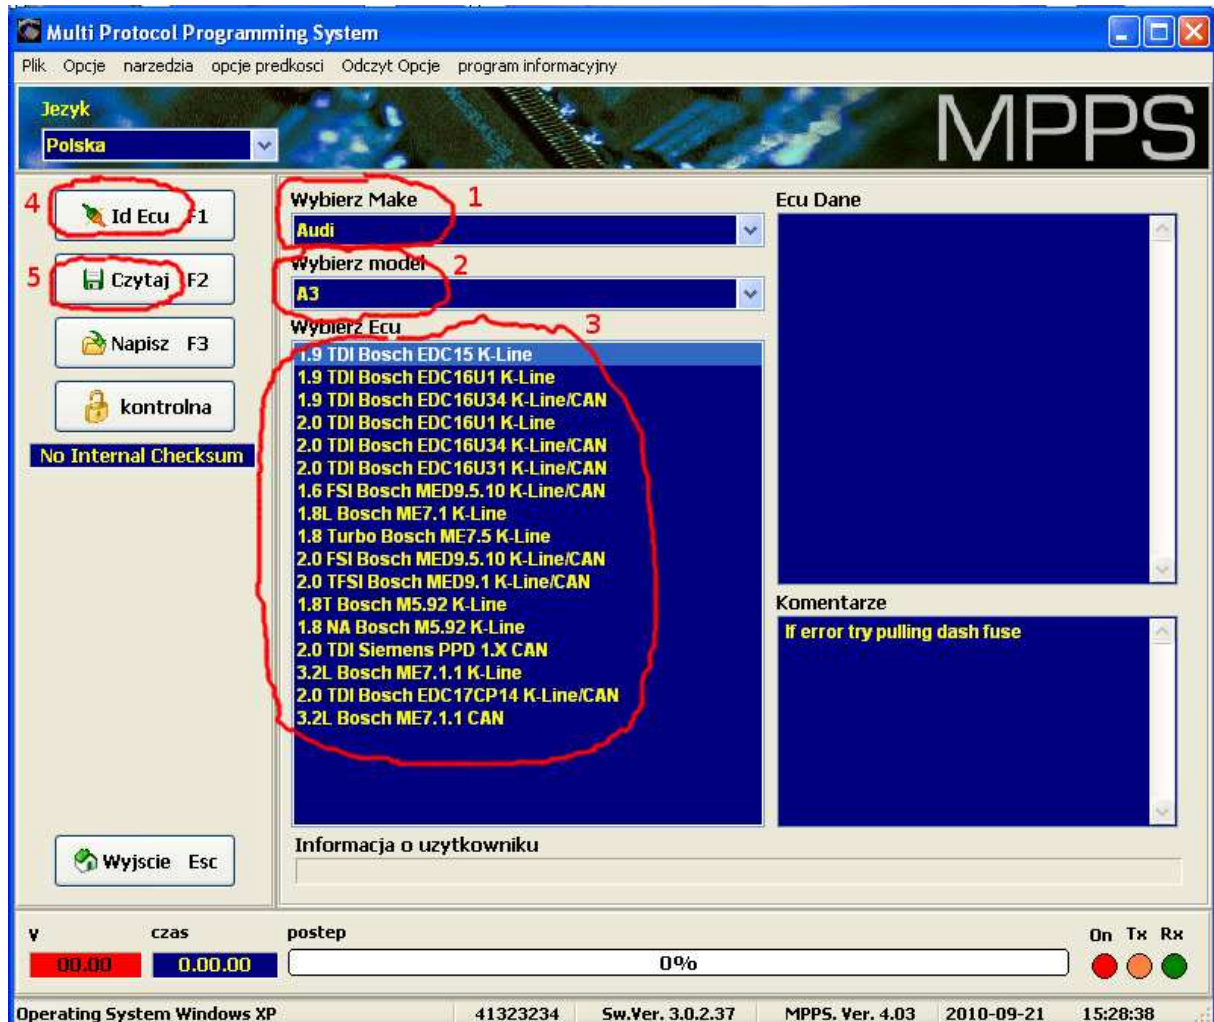 Multi Protocol Programming System
Plik Opcje narzedzia opcje predkosci Odczyt Opcje program informacyjny
Jezyk
MPPS
Polska
4
Id Ecu F1
Wybierz Make
1
Ecu Dane
Audi
5
Czytaj F2
Wybierz model
2
A3
Napisz F3
Wybierz Ecu
3
1.9 TDI Bosch EDC15 K-Line
1.9 TDI Bosch EDC16U1 K-Line
1.9 TDI Bosch EDC16U34 K-Line/CAN
kontrolna
2.0 TDI Bosch EDC16U1 K-Line
2.0 TDI Bosch EDC16U34 K-Line/CAN
No Internal Checksum
2.0 TDI Bosch EDC16U31 K-Line/CAN
1.6 FSI Bosch MED9.5.10 K-Line/CAN
1.8L Bosch ME7.1 K-Line
1.8 Turbo Bosch ME7.5 K-Line
2.0 FSI Bosch MED9.5.10 K-Line/CAN
2.0 TFSI Bosch MED9.1 K-Line/CAN
1.8T Bosch M5.92 K-Line
1.8 NA Bosch M5.92 K-Line
2.0 TDI Siemens PPD 1.X CAN
3.2L Bosch ME7.1.1 K-Line
2.0 TDI Bosch EDC17CP14 K-Line/CAN
3.2L Bosch ME7.1.1 CAN
Komentarze
If error try pulling dash fuse
Wyjscie Esc
Informacja o uzytkowniku
v czas postep On Tx Rx
00.00 0.00.00 0%
Operating System Windows XP 41323234 Sw.Ver. 3.0.2.37 MPPS. Ver. 4.03 2010-09-21 15:28:38